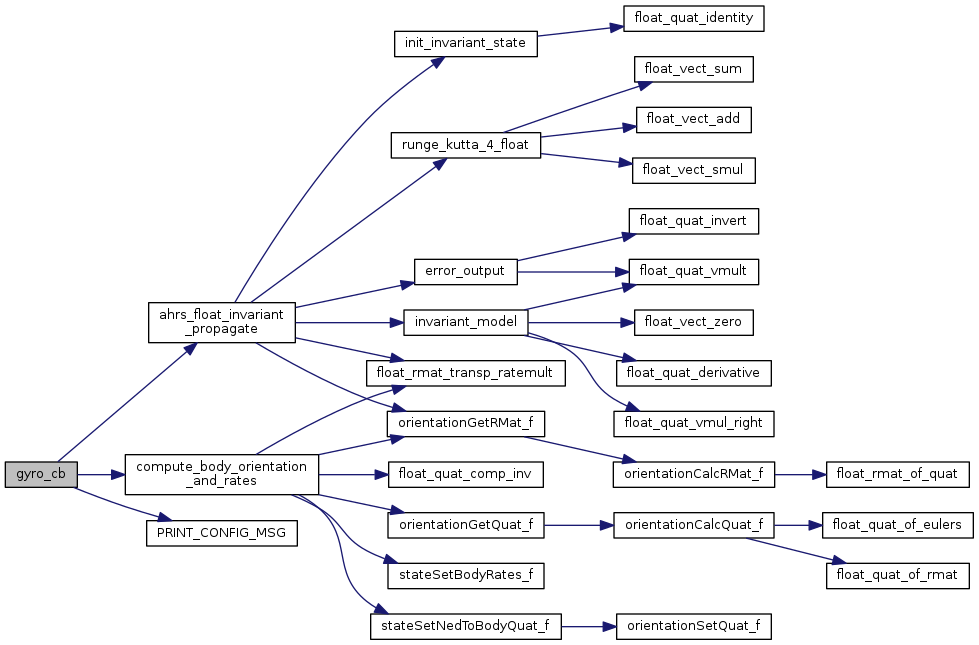 float_quat_identity
init_invariant_state
float_vect_sum
float_vect_add
runge_kutta_4_float
float_vect_smul
float_quat_invert
error_output
float_quat_vmult
ahrs_float_invariant
_propagate
invariant_model
float_vect_zero
float_rmat_transp_ratemult
float_quat_derivative
orientationGetRMat_f
float_quat_vmul_right
gyro_cb
compute_body_orientation
_and_rates
float_quat_comp_inv
orientationCalcRMat_f
float_rmat_of_quat
PRINT_CONFIG_MSG
orientationGetQuat_f
orientationCalcQuat_f
float_quat_of_eulers
stateSetBodyRates_f
float_quat_of_rmat
stateSetNedToBodyQuat_f
orientationSetQuat_f